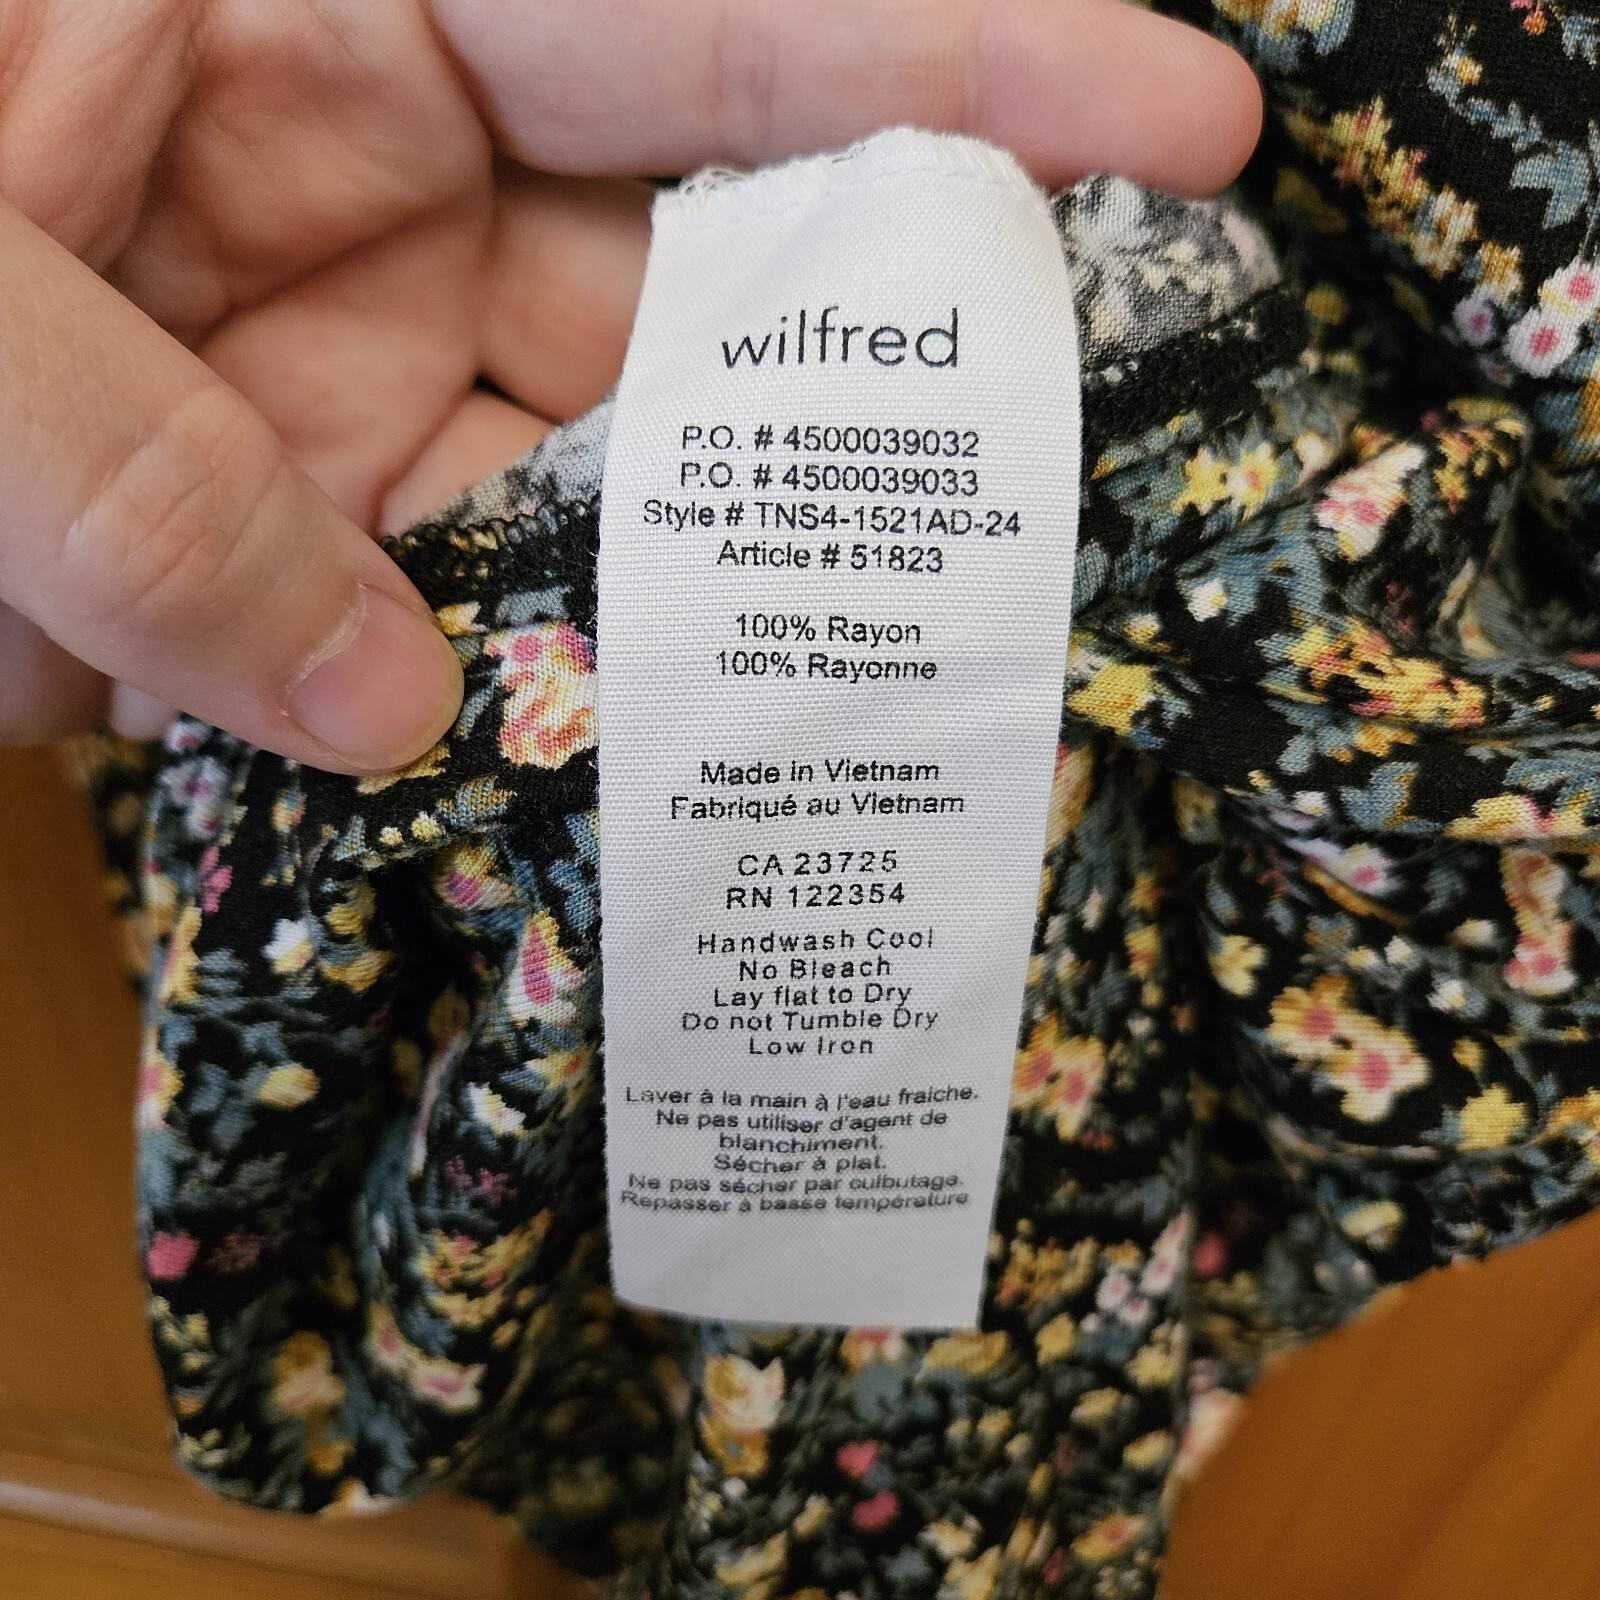 wilfred
P.O. # 4500039032
P.O. # 4500039033
Style # TNS4-1521AD-24
Article # 51823
100% Rayon
100% Rayonne
Made in Vietnam
Fabriqué au Vietnam
CA 23725
RN 122354
Handwash Cool
No Bleach
Lay flat to Dry
Do not Tumble Dry
Low Iron
Laver à la main à l'eau fraiche.
Ne pas utiliser d'agent de
blanchiment.
Sécher à plat.
Ne pas sécher par culbutage.
Repasser à basse température